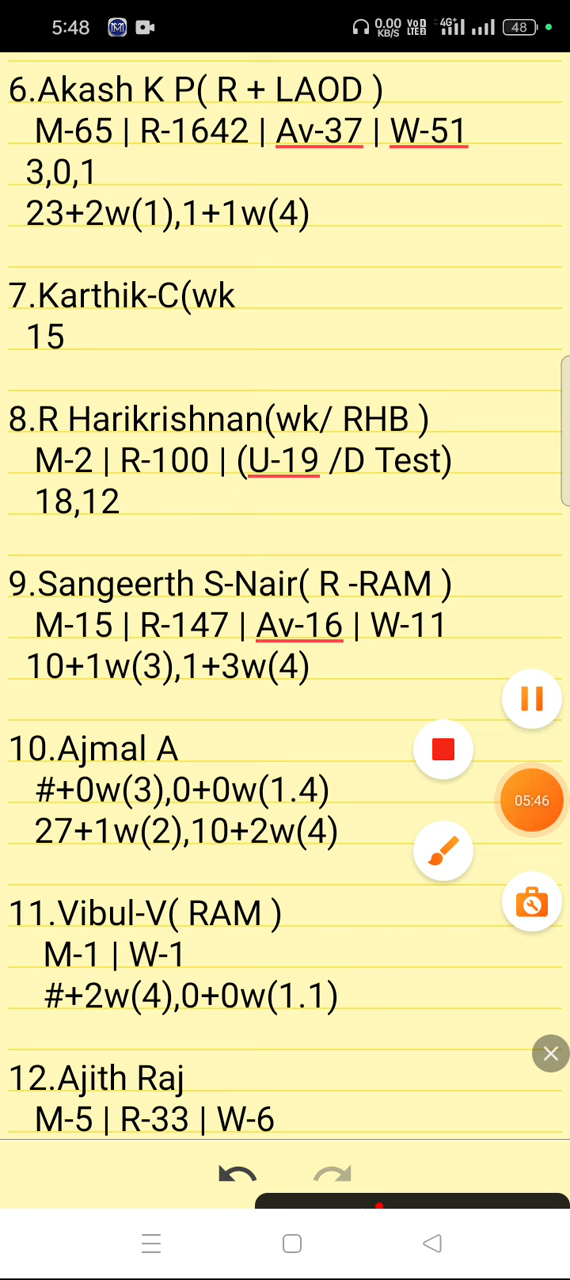 5:48
0.00 KB/S
VoD LTE2
4G+
48
6.Akash K P( R + LAOD )
M-65 | R-1642 | Av-37 | W-51
3,0,1
23+2w(1),1+1w(4)
7.Karthik-C(wk
15
8.R Harikrishnan(wk/ RHB )
M-2 | R-100 | (U-19 /D Test)
18,12
9.Sangeerth S-Nair( R -RAM )
M-15 | R-147 | Av-16 | W-11
10+1w(3),1+3w(4)
10.Ajmal A
#+0w(3),0+0w(1.4)
27+1w(2),10+2w(4)
05:46
11.Vibul-V( RAM )
M-1 | W-1
#+2w(4),0+0w(1.1)
12.Ajith Raj
M-5 | R-33 | W-6